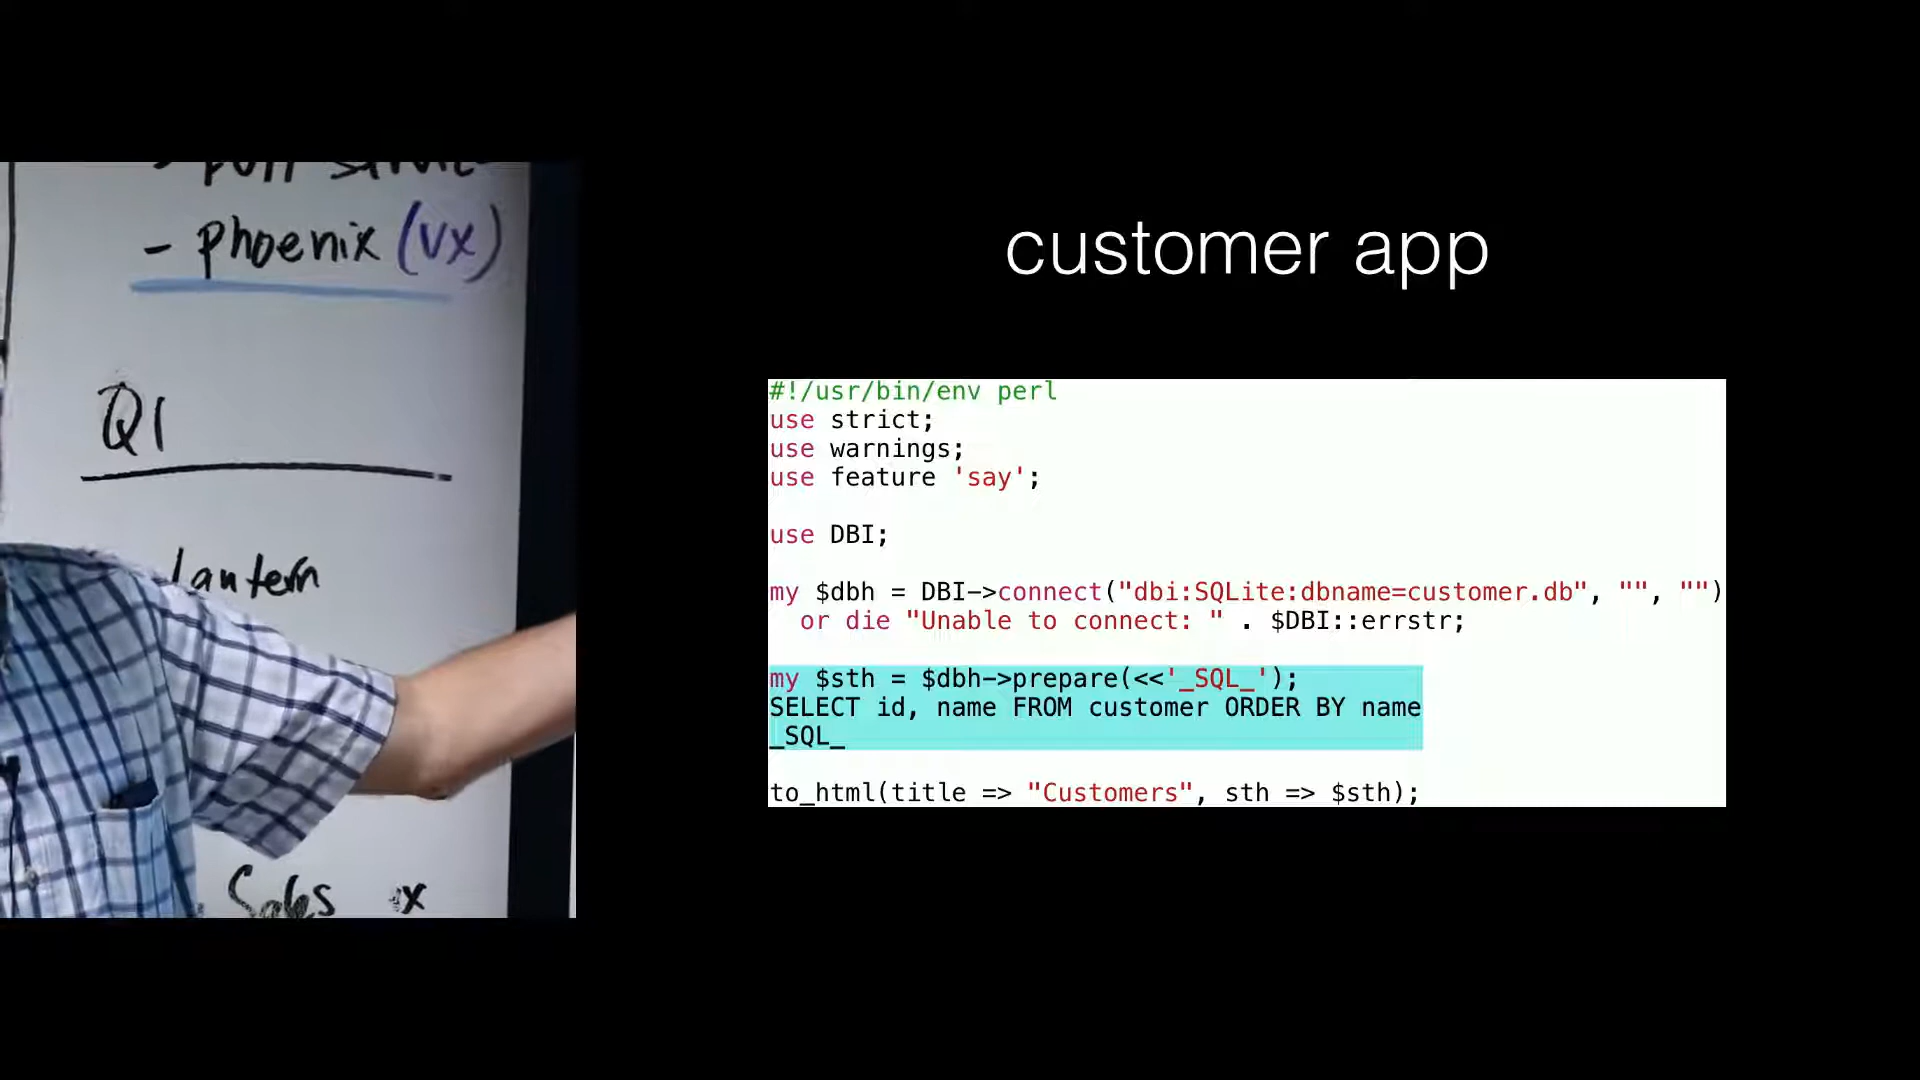 - phoenix (vx)
Q1
lantern
Sales
customer app
#!/usr/bin/env perl
use strict;
use warnings;
use feature 'say';
use DBI;
my $dbh = DBI->connect("dbi:SQLite:dbname=customer.db", "", "")
  or die "Unable to connect: " . $DBI::errstr;
my $sth = $dbh->prepare(<<'_SQL_');
SELECT id, name FROM customer ORDER BY name
_SQL_
to_html(title => "Customers", sth => $sth);